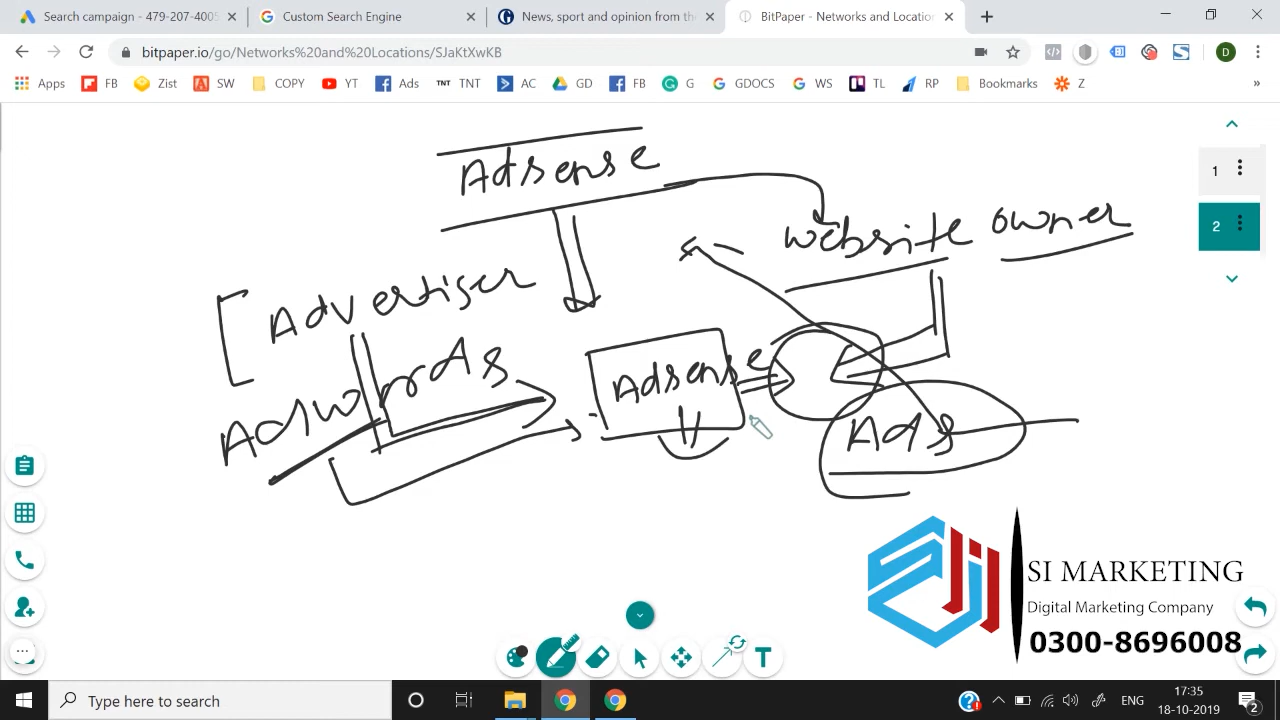 Search campaign - 479-207-4005
Custom Search Engine
News, sport and opinion from the
BitPaper - Networks and Locatio
bitpaper.io/go/Networks%20and%20Locations/SJaKtXwKB
D
Apps FB Zist SW COPY YT Ads TNT TNT AC GD FB G GDOCS G WS TL RP Bookmarks Z »
Adsense
1
website owner
2
Advertiser
Adwords
Adsense
Ads
SI MARKETING
Digital Marketing Company
0300-8696008
T
Type here to search
ENG
17:35
18-10-2019
2